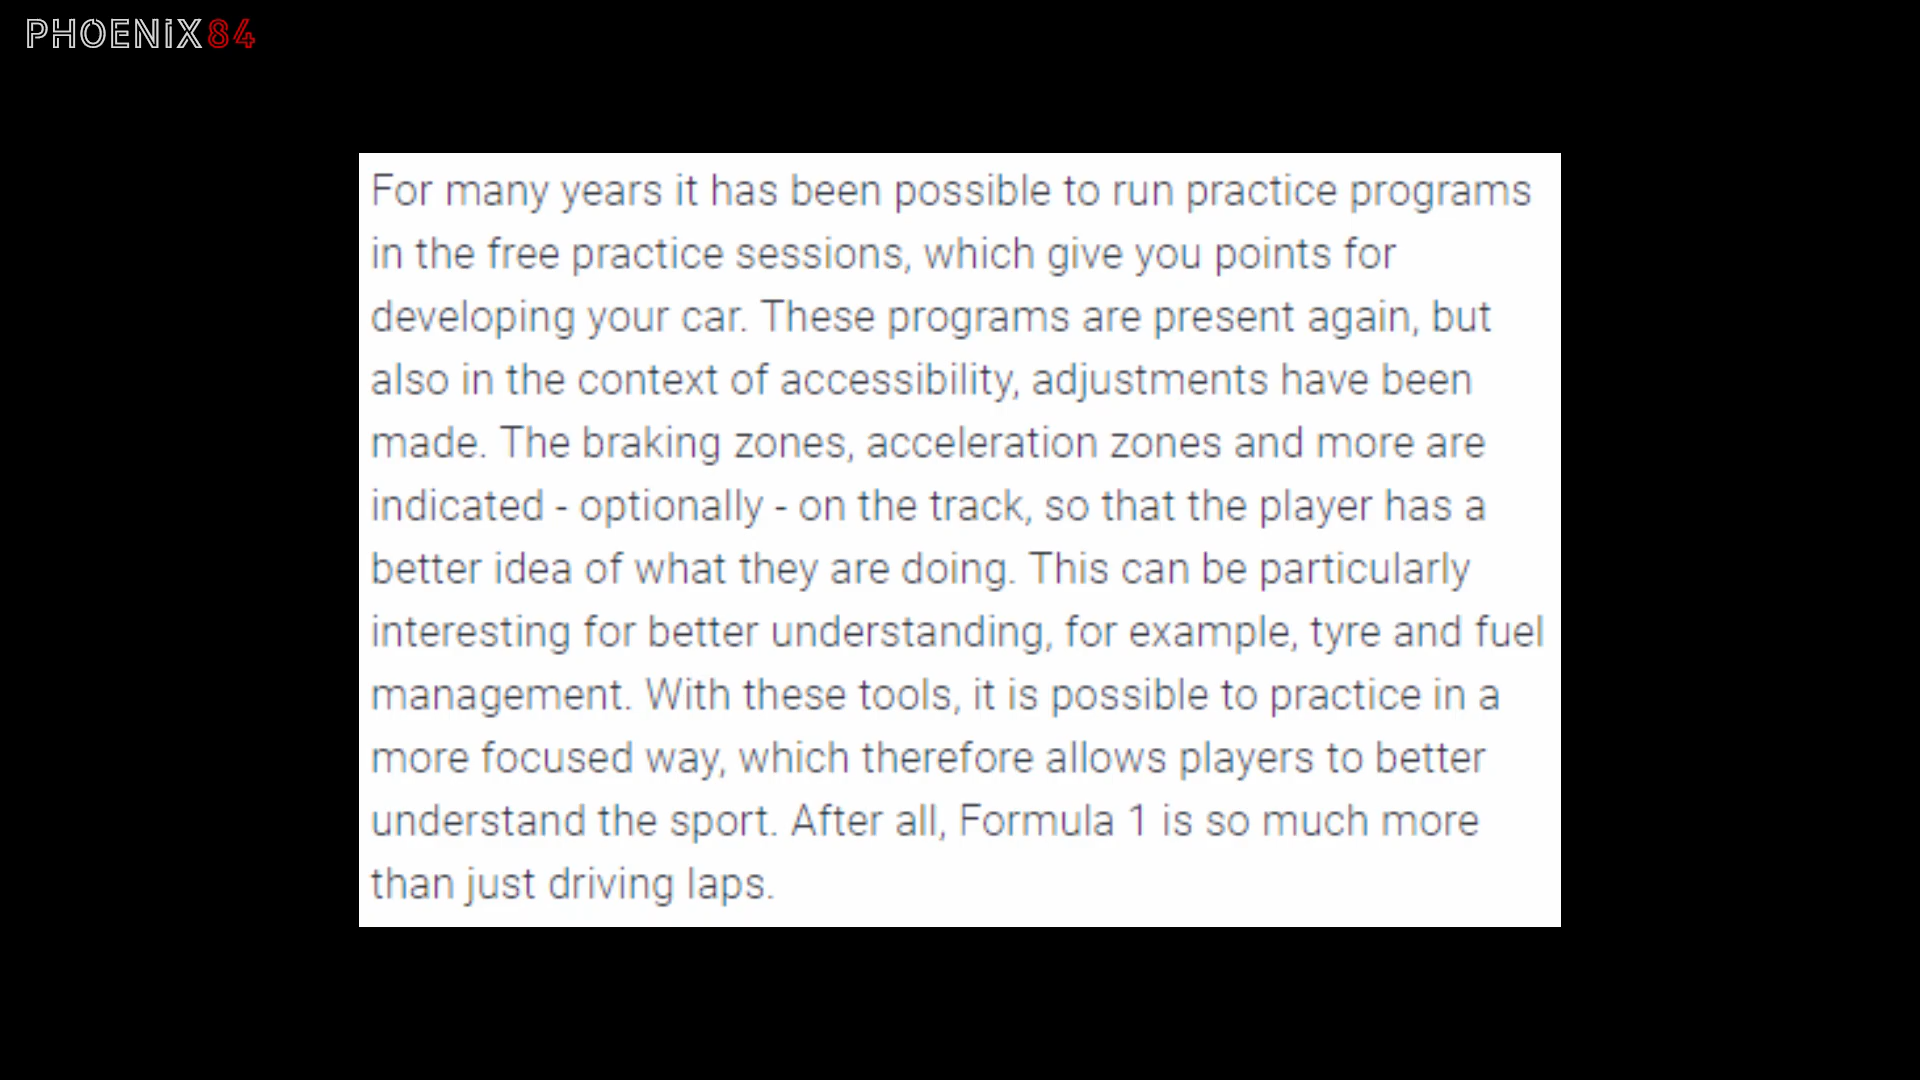 PHOENiX84
For many years it has been possible to run practice programs
in the free practice sessions, which give you points for
developing your car. These programs are present again, but
also in the context of accessibility, adjustments have been
made. The braking zones, acceleration zones and more are
indicated - optionally - on the track, so that the player has a
better idea of what they are doing. This can be particularly
interesting for better understanding, for example, tyre and fuel
management. With these tools, it is possible to practice in a
more focused way, which therefore allows players to better
understand the sport. After all, Formula 1 is so much more
than just driving laps.